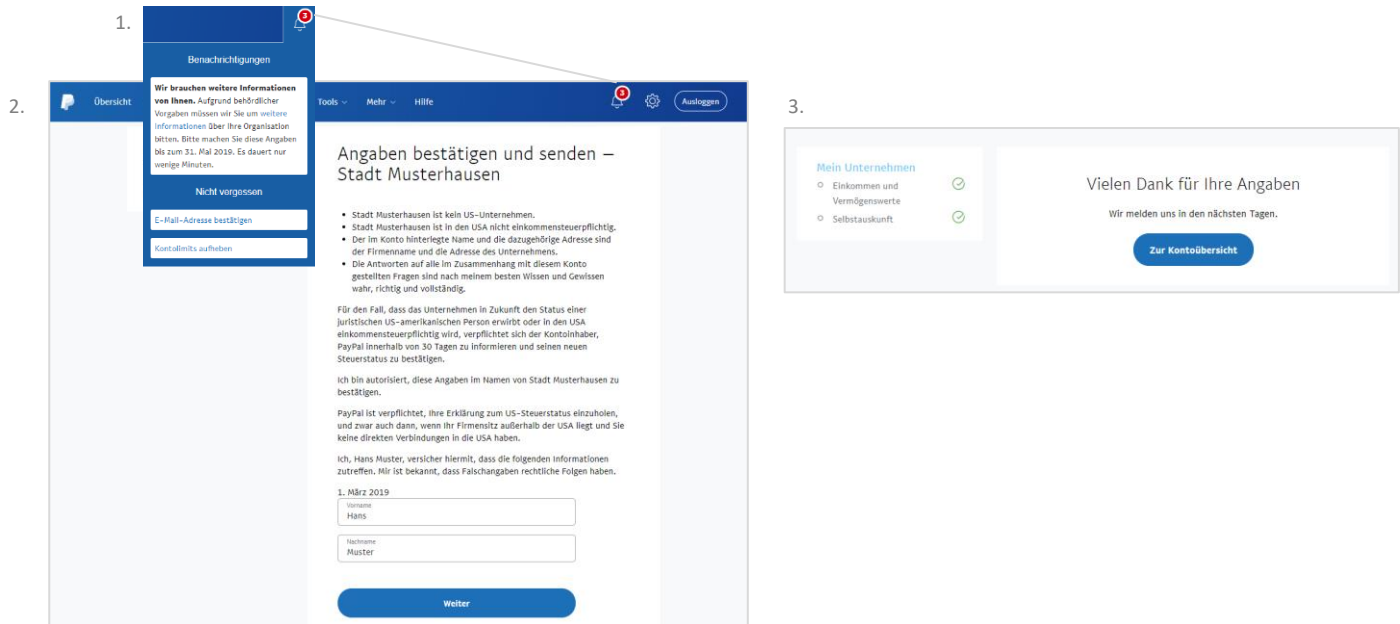 1.
3
Benachrichtigungen
Wir brauchen weitere Informationen
von Ihnen. Aufgrund behördlicher
Vorgaben müssen wir Sie um weitere
Informationen über Ihre Organisation
bitten. Bitte machen Sie diese Angaben
bis zum 31. Mai 2019. Es dauert nur
wenige Minuten.
Nicht vergessen
E-Mail-Adresse bestätigen
Kontolimits aufheben
2.
Übersicht
Tools
Mehr
Hilfe
3
Ausloggen
Angaben bestätigen und senden –
Stadt Musterhausen
• Stadt Musterhausen ist kein US-Unternehmen.
• Stadt Musterhausen ist in den USA nicht einkommensteuerpflichtig.
• Der im Konto hinterlegte Name und die dazugehörige Adresse sind
der Firmenname und die Adresse des Unternehmens.
• Die Antworten auf alle im Zusammenhang mit diesem Konto
gestellten Fragen sind nach meinem besten Wissen und Gewissen
wahr, richtig und vollständig.
Für den Fall, dass das Unternehmen in Zukunft den Status einer
juristischen US-amerikanischen Person erwirbt oder in den USA
einkommensteuerpflichtig wird, verpflichtet sich der Kontoinhaber,
PayPal innerhalb von 30 Tagen zu informieren und seinen neuen
Steuerstatus zu bestätigen.
Ich bin autorisiert, diese Angaben im Namen von Stadt Musterhausen zu
bestätigen.
PayPal ist verpflichtet, Ihre Erklärung zum US-Steuerstatus einzuholen,
und zwar auch dann, wenn Ihr Firmensitz außerhalb der USA liegt und Sie
keine direkten Verbindungen in die USA haben.
Ich, Hans Muster, versicher hiermit, dass die folgenden Informationen
zutreffen. Mir ist bekannt, dass Falschangaben rechtliche Folgen haben.
1. März 2019
Vorname
Hans
Nachname
Muster
Weiter
3.
Mein Unternehmen
Einkommen und
Vermögenswerte
Selbstauskunft
Vielen Dank für Ihre Angaben
Wir melden uns in den nächsten Tagen.
Zur Kontoübersicht